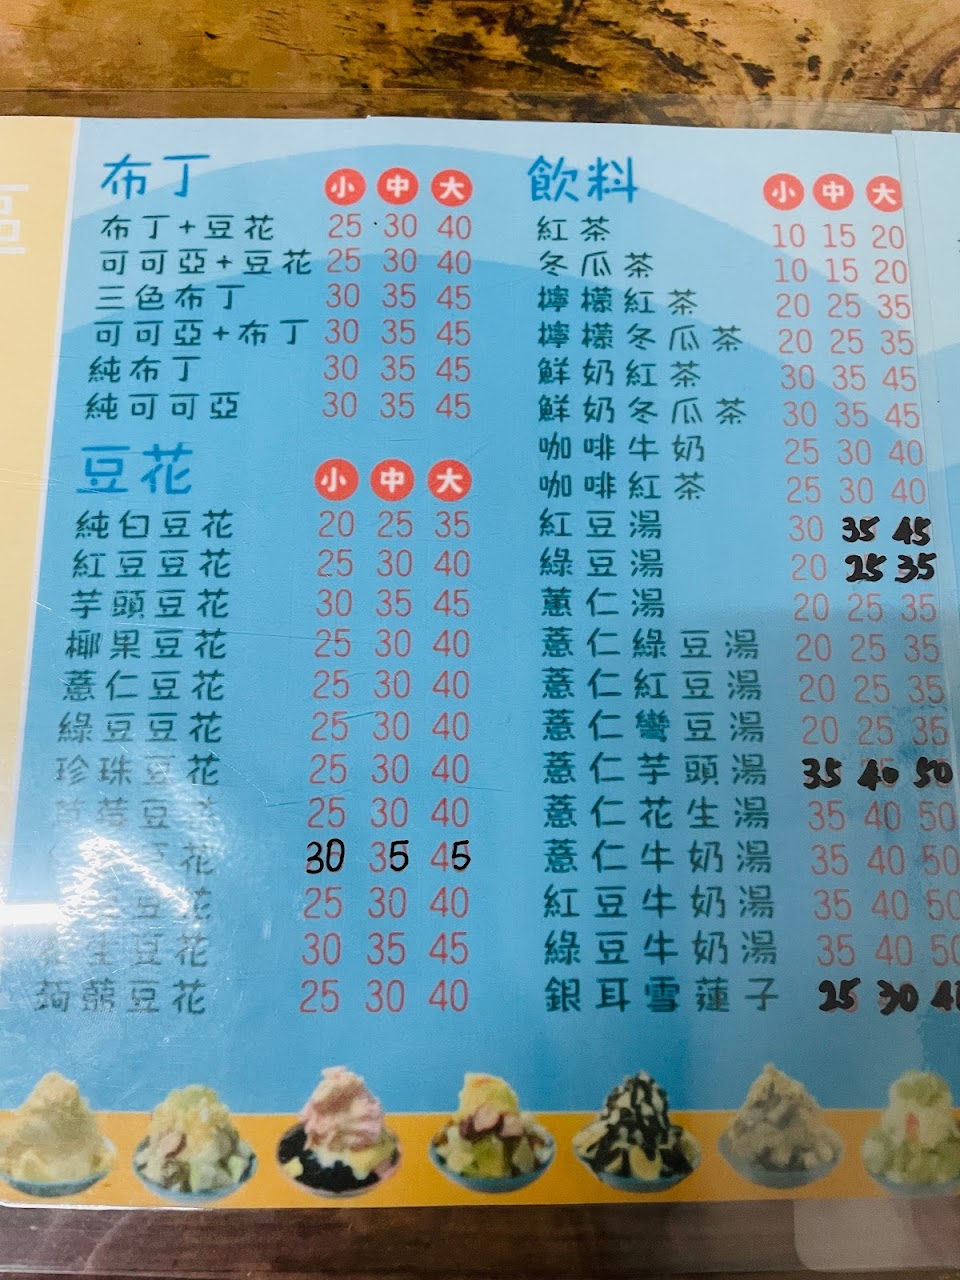 區
布丁 小 中 大
布丁+豆花 25 30 40
可可亞+豆花 25 30 40
三色布丁 30 35 45
可可亞+布丁 30 35 45
純布丁 30 35 45
純可可亞 30 35 45
豆花 小 中 大
純白豆花 20 25 35
紅豆豆花 25 30 40
芋頭豆花 30 35 45
椰果豆花 25 30 40
薏仁豆花 25 30 40
綠豆豆花 25 30 40
珍珠豆花 25 30 40
豆花 25 30 40
豆花 30 35 45
豆花 25 30 40
花生豆花 30 35 45
蒟蒻豆花 25 30 40
飲料 小 中 大
紅茶 10 15 20
冬瓜茶 10 15 20
檸檬紅茶 20 25 35
檸檬冬瓜茶 20 25 35
鮮奶紅茶 30 35 45
鮮奶冬瓜茶 30 35 45
咖啡牛奶 25 30 40
咖啡紅茶 25 30 40
紅豆湯 30 35 45
綠豆湯 20 25 35
薏仁湯 20 25 35
薏仁綠豆湯 20 25 35
薏仁紅豆湯 20 25 35
薏仁彎豆湯 20 25 35
薏仁芋頭湯 35 40 50
薏仁花生湯 35 40 50
薏仁牛奶湯 35 40 50
紅豆牛奶湯 35 40 50
綠豆牛奶湯 35 40 50
銀耳雪蓮子 25 30